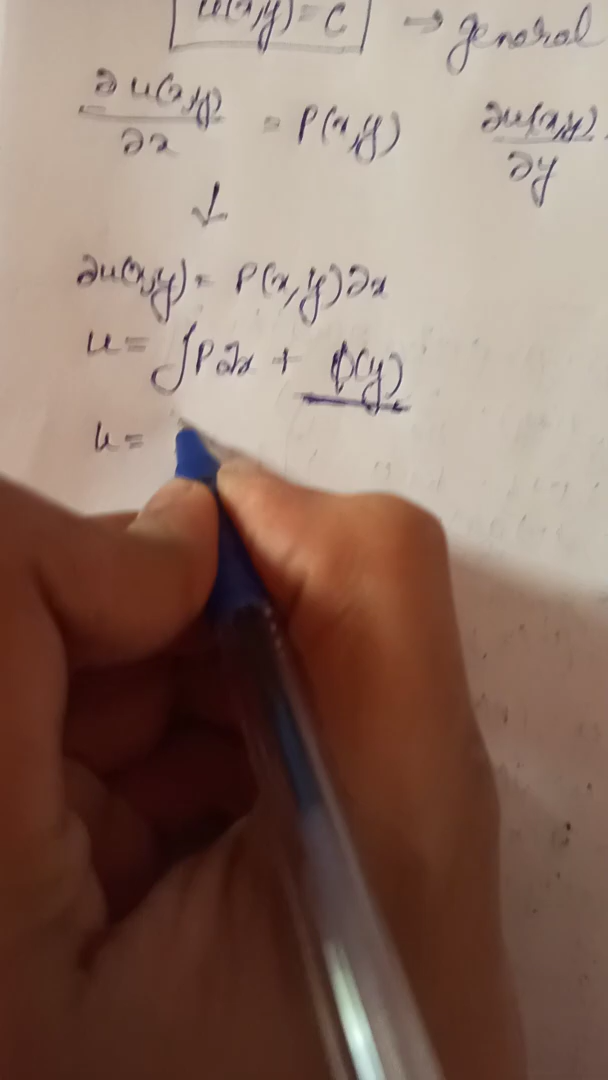 u(x,y) = C → general
∂u(x,y)/∂x = P(x,y) ∂u(x,y)/∂y
↓
∂u(x,y) = P(x,y)∂x
u = ∫P∂x + ϕ(y)
u =